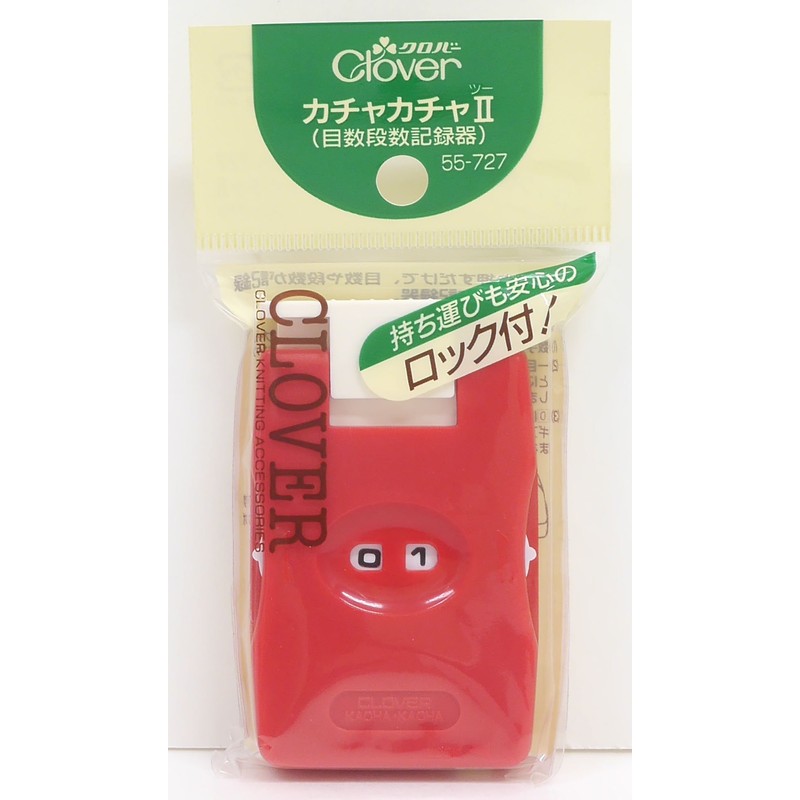 クロバー
Clover
ツー
カチャカチャⅡ
(目数段数記録器)
55-727
持ち運びも安心の
ロック付!
CLOVER
CLOVER KNITTING ACCESSORIES
0 1
CLOVER
KACHA・KACHA